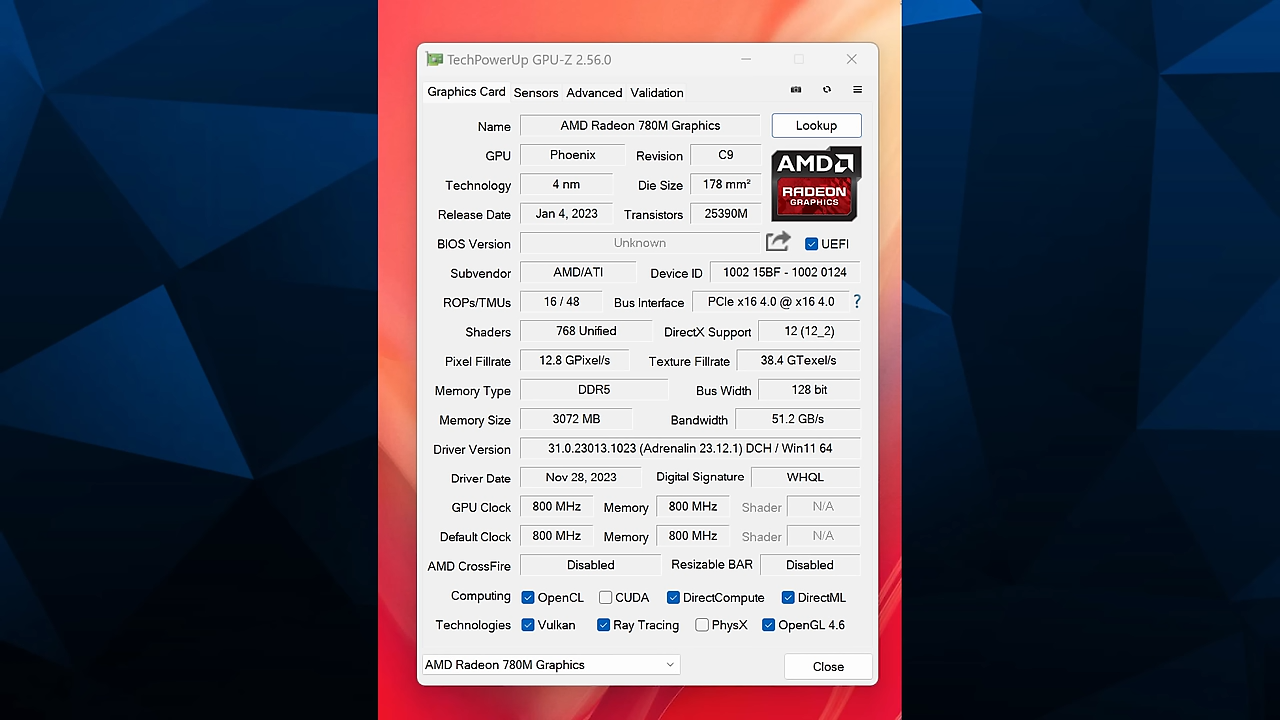 TechPowerUp GPU-Z 2.56.0
Graphics Card Sensors Advanced Validation
Name AMD Radeon 780M Graphics Lookup
GPU Phoenix Revision C9
AMD
RADEON
GRAPHICS
Technology 4 nm Die Size 178 mm²
Release Date Jan 4, 2023 Transistors 25390M
BIOS Version Unknown UEFI
Subvendor AMD/ATI Device ID 1002 15BF - 1002 0124
ROPs/TMUs 16 / 48 Bus Interface PCIe x16 4.0 @ x16 4.0 ?
Shaders 768 Unified DirectX Support 12 (12_2)
Pixel Fillrate 12.8 GPixel/s Texture Fillrate 38.4 GTexel/s
Memory Type DDR5 Bus Width 128 bit
Memory Size 3072 MB Bandwidth 51.2 GB/s
Driver Version 31.0.23013.1023 (Adrenalin 23.12.1) DCH / Win11 64
Driver Date Nov 28, 2023 Digital Signature WHQL
GPU Clock 800 MHz Memory 800 MHz Shader N/A
Default Clock 800 MHz Memory 800 MHz Shader N/A
AMD CrossFire Disabled Resizable BAR Disabled
Computing OpenCL CUDA DirectCompute DirectML
Technologies Vulkan Ray Tracing PhysX OpenGL 4.6
AMD Radeon 780M Graphics Close